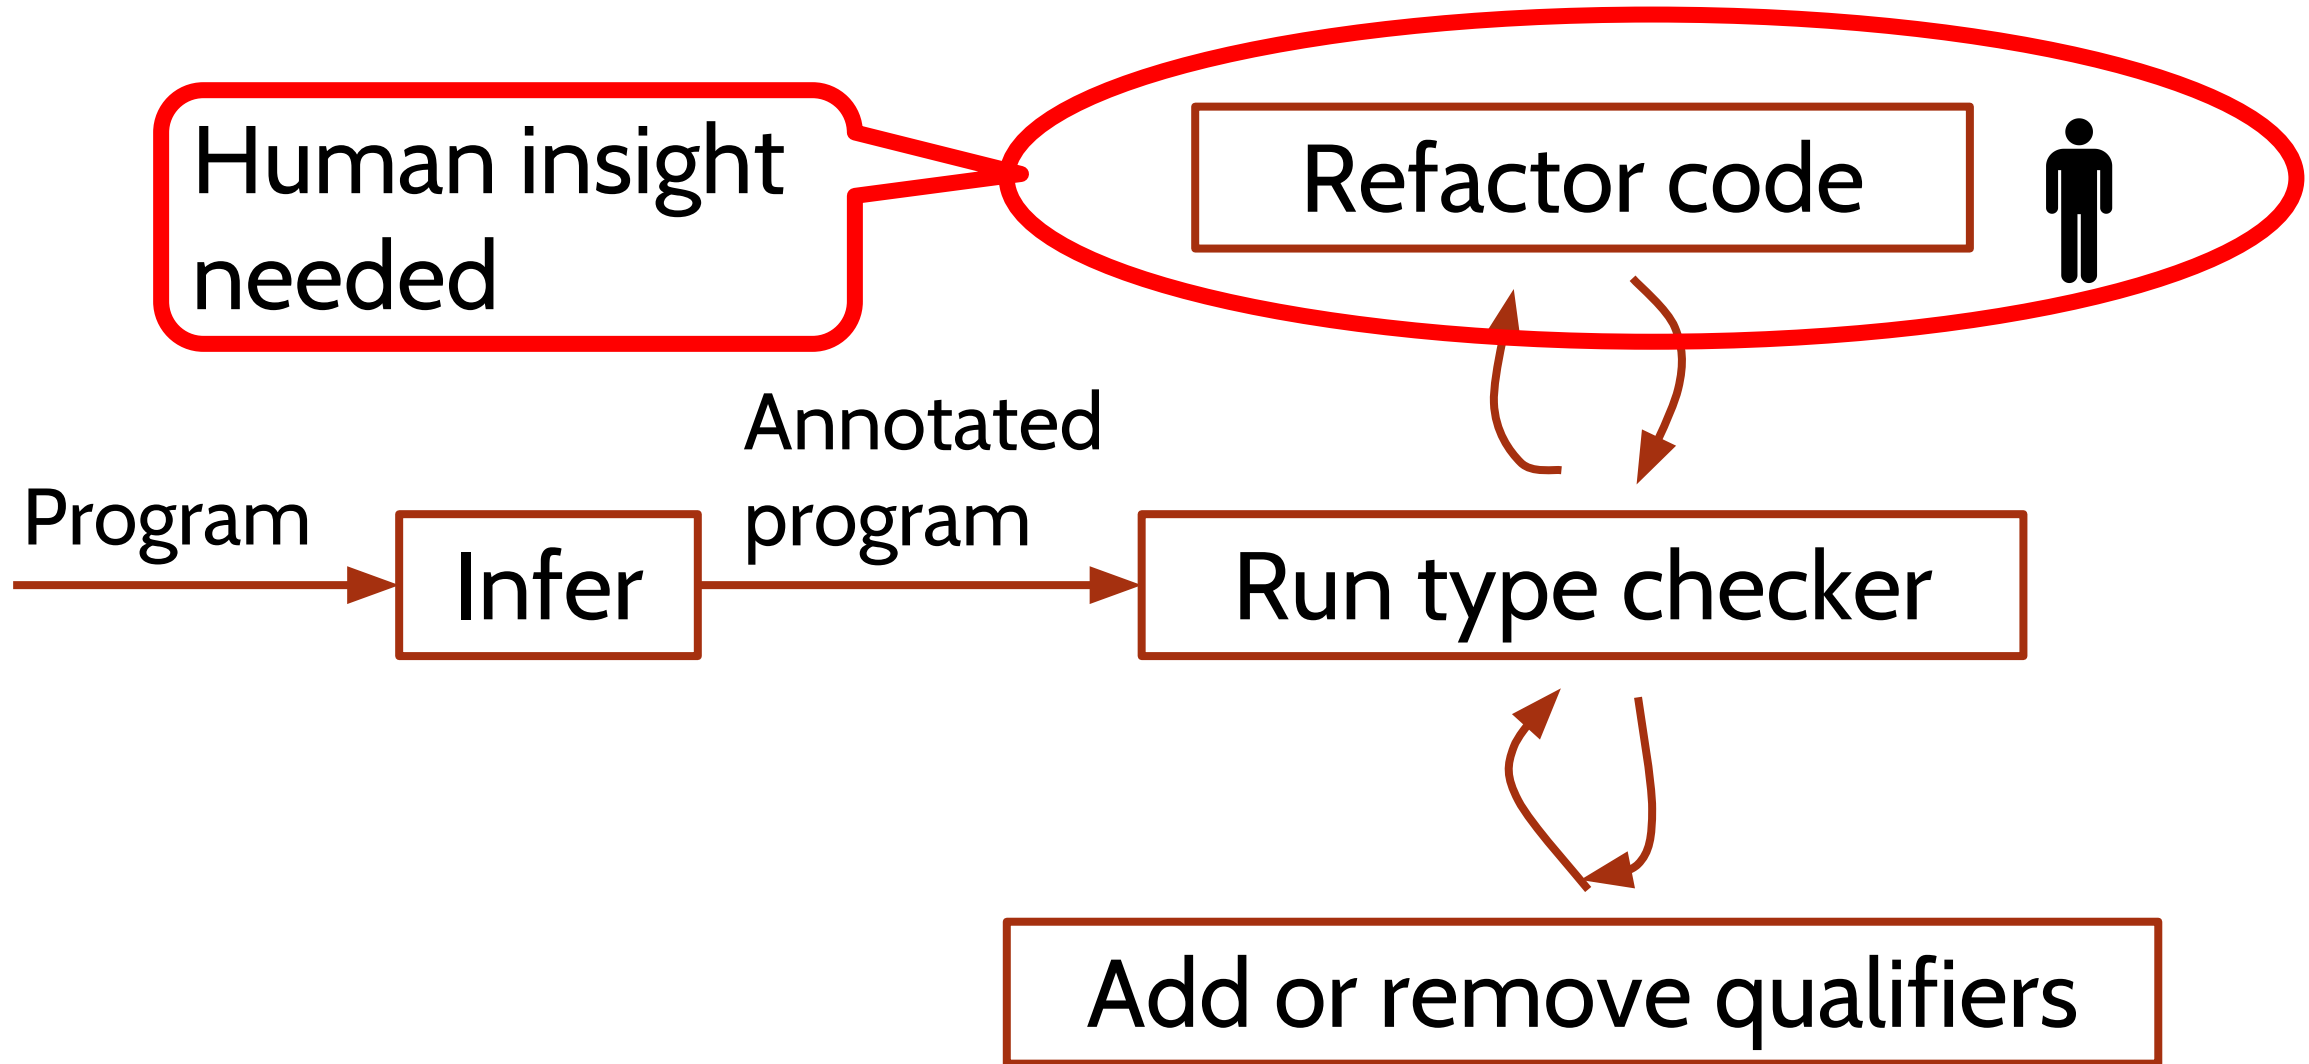 Human insight
needed
Refactor code
Annotated
program
Program
Infer
Run type checker
Add or remove qualifiers